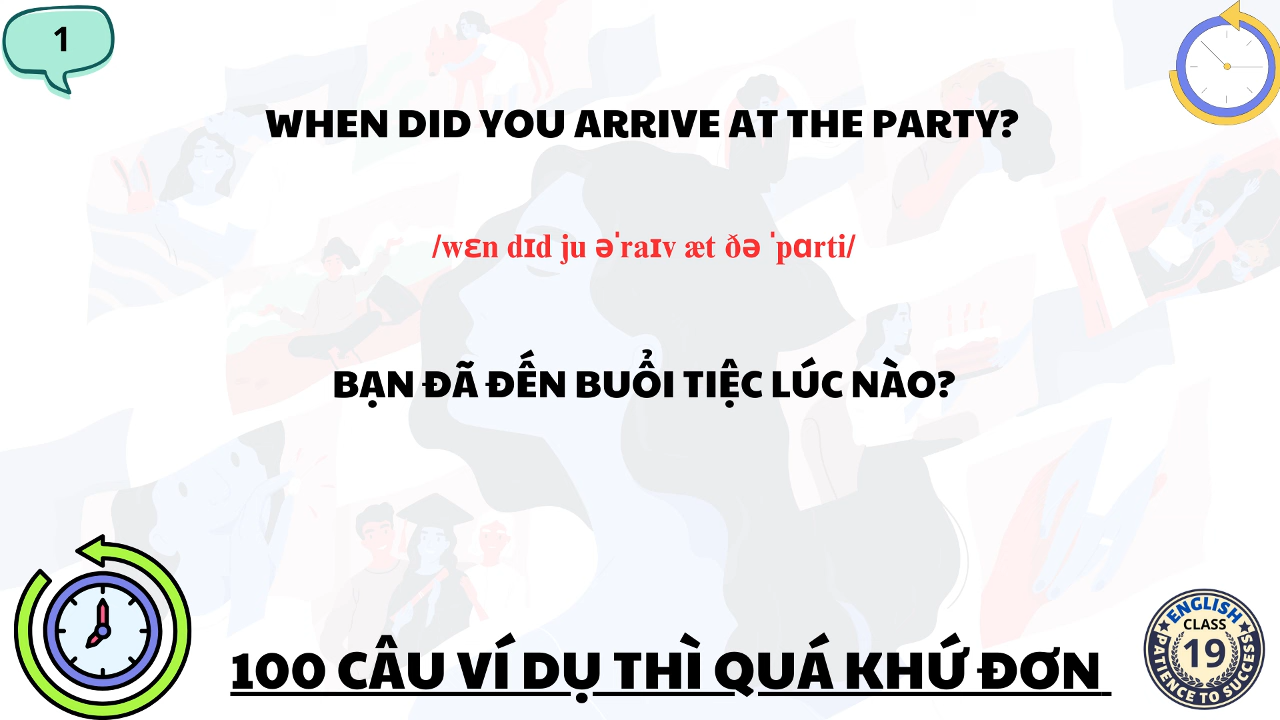 1
WHEN DID YOU ARRIVE AT THE PARTY?
/wɛn dɪd ju əˈraɪv æt ðə ˈpɑrti/
BẠN ĐÃ ĐẾN BUỔI TIỆC LÚC NÀO?
100 CÂU VÍ DỤ THÌ QUÁ KHỨ ĐƠN
ENGLISH
CLASS
19
PATIENCE TO SUCCESS